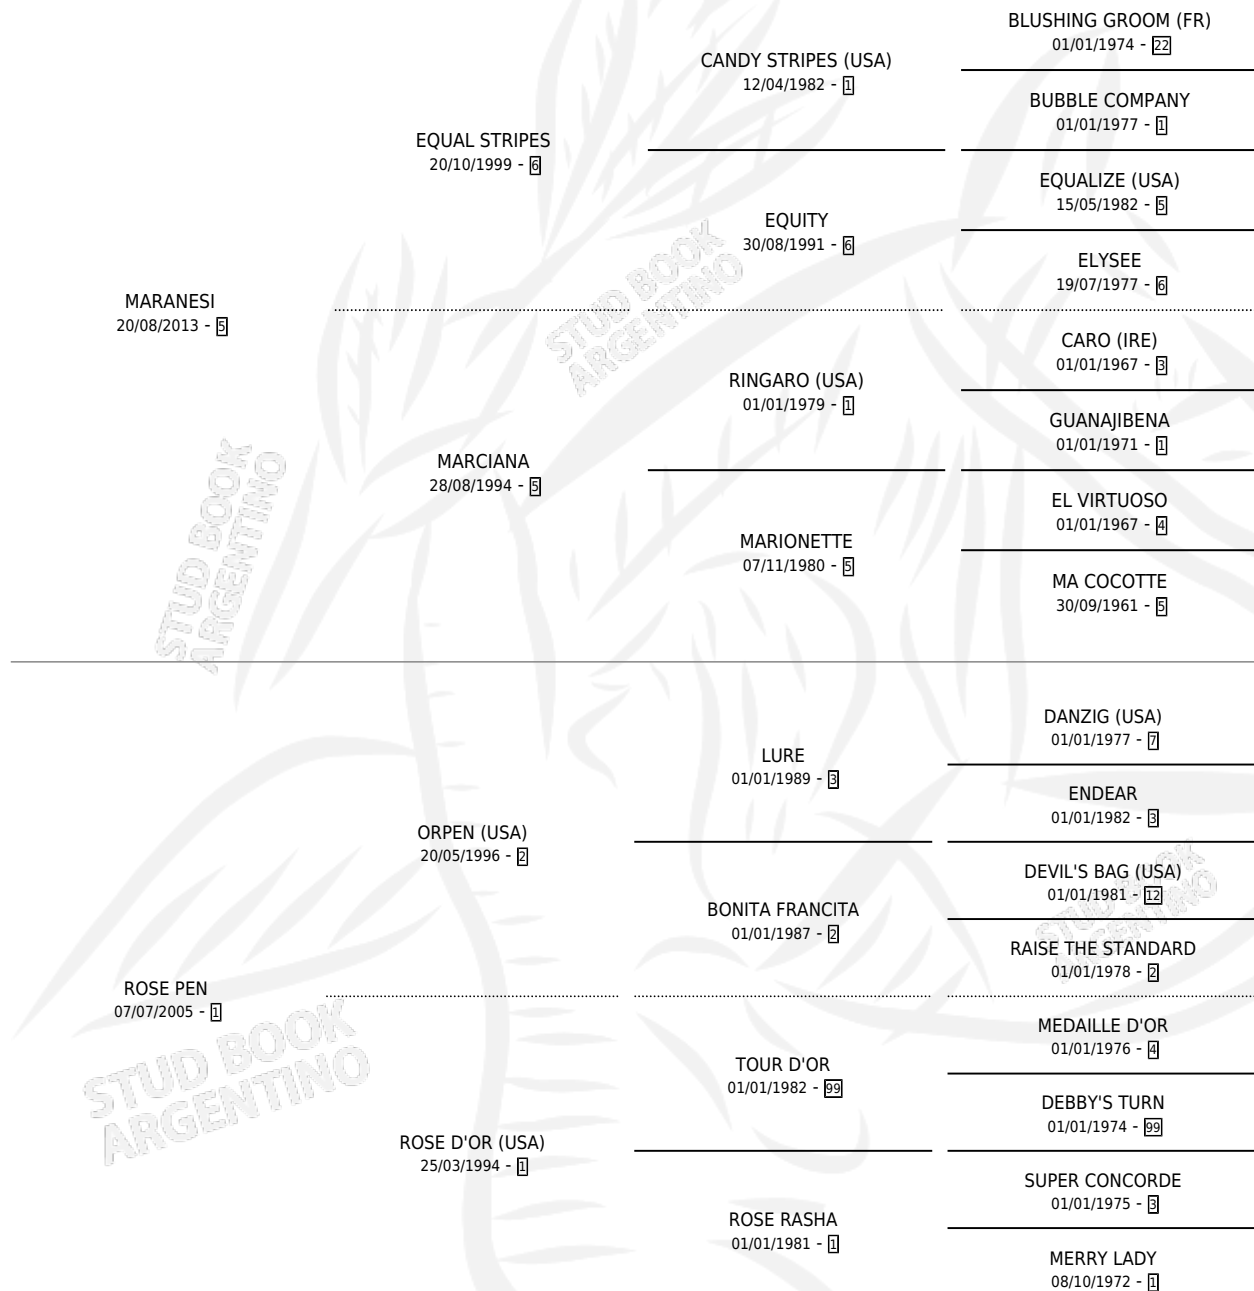 BLUSHING GROOM (FR)
01/01/1974 - 22
CANDY STRIPES (USA)
12/04/1982 - 1
BUBBLE COMPANY
01/01/1977 - 1
EQUAL STRIPES
20/10/1999 - 6
EQUALIZE (USA)
15/05/1982 - 5
EQUITY
30/08/1991 - 6
ELYSEE
19/07/1977 - 6
MARANESI
20/08/2013 - 5
CARO (IRE)
01/01/1967 - 3
RINGARO (USA)
01/01/1979 - 1
GUANAJIBENA
01/01/1971 - 1
MARCIANA
28/08/1994 - 5
EL VIRTUOSO
01/01/1967 - 4
MARIONETTE
07/11/1980 - 5
MA COCOTTE
30/09/1961 - 5
DANZIG (USA)
01/01/1977 - 7
LURE
01/01/1989 - 3
ENDEAR
01/01/1982 - 3
ORPEN (USA)
20/05/1996 - 2
DEVIL'S BAG (USA)
01/01/1981 - 12
BONITA FRANCITA
01/01/1987 - 2
RAISE THE STANDARD
01/01/1978 - 2
ROSE PEN
07/07/2005 - 1
MEDAILLE D'OR
01/01/1976 - 4
TOUR D'OR
01/01/1982 - 99
DEBBY'S TURN
01/01/1974 - 99
ROSE D'OR (USA)
25/03/1994 - 1
SUPER CONCORDE
01/01/1975 - 3
ROSE RASHA
01/01/1981 - 1
MERRY LADY
08/10/1972 - 1
STUD BOOK
ARGENTINO
STUD BOOK
ARGENTINO
STUD BOOK
ARGENTINO
STUD BOOK
ARGENTINO